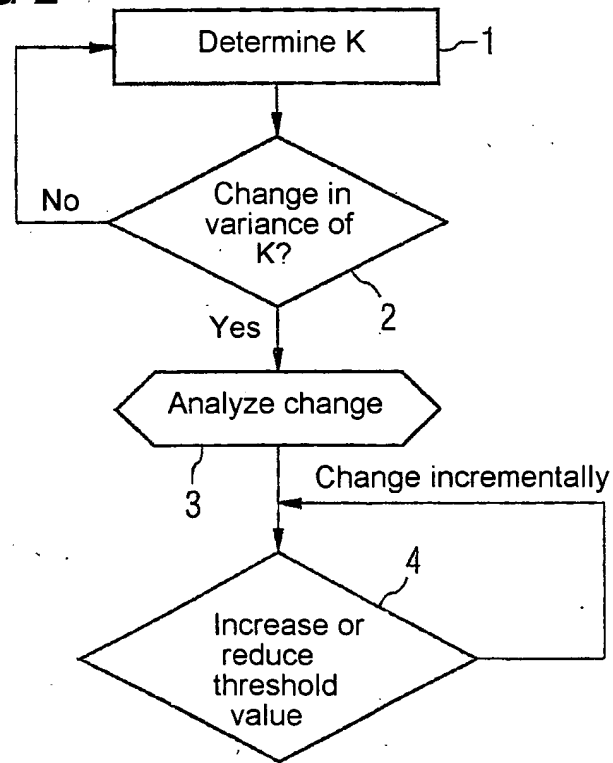 Determine K
1
Change in
variance of
K?
No
2
Yes
Analyze change
3
Change incrementally
4
Increase or
reduce
threshold
value